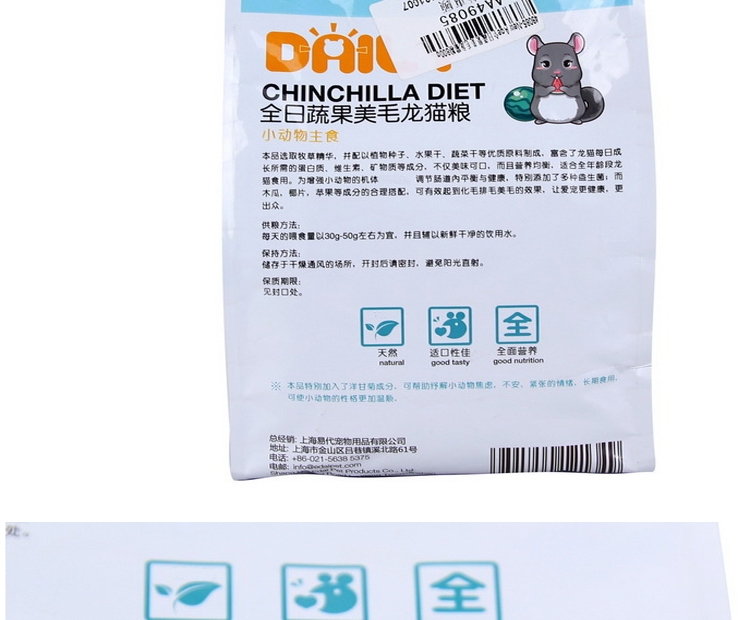 AA49085
CHINCHILLA DIET
全日蔬果美毛龙猫粮
小动物主食
本品选取牧草精华，并配以植物种子、水果干、蔬菜干等优质原料制成，富含了龙猫每日成
长所需的蛋白质、维生素、矿物质等成分，不仅美味可口，而且营养均衡，适合全年龄段龙
猫食用。为增强小动物的机体 调节肠道内平衡与健康，特别添加了多种益生菌；而
木瓜、椰片、苹果等成分的合理搭配，可有效起到化毛排毛美毛的效果，让爱宠更健康，更
出众。
供粮方法：
每天的喂食量以30g-50g左右为宜，并且辅以新鲜干净的饮用水。
保持方法：
储存于干燥通风的场所，开封后请密封，避免阳光直射。
保质期限：
见封口处。
全
天然 适口性佳 全面营养
natural good tasty good nutrition
※ 本品特别加入了洋甘菊成分，可帮助纾解小动物焦虑、不安、紧张的情绪，长期食用，
可使小动物的性格更加温顺。
总经销：上海易代宠物用品有限公司
地址：上海市金山区吕巷镇溪北路61号
电话：+86-021-5638 5375
电邮：info@edelpet.com
Pet Products Co., Ltd.
处。
全